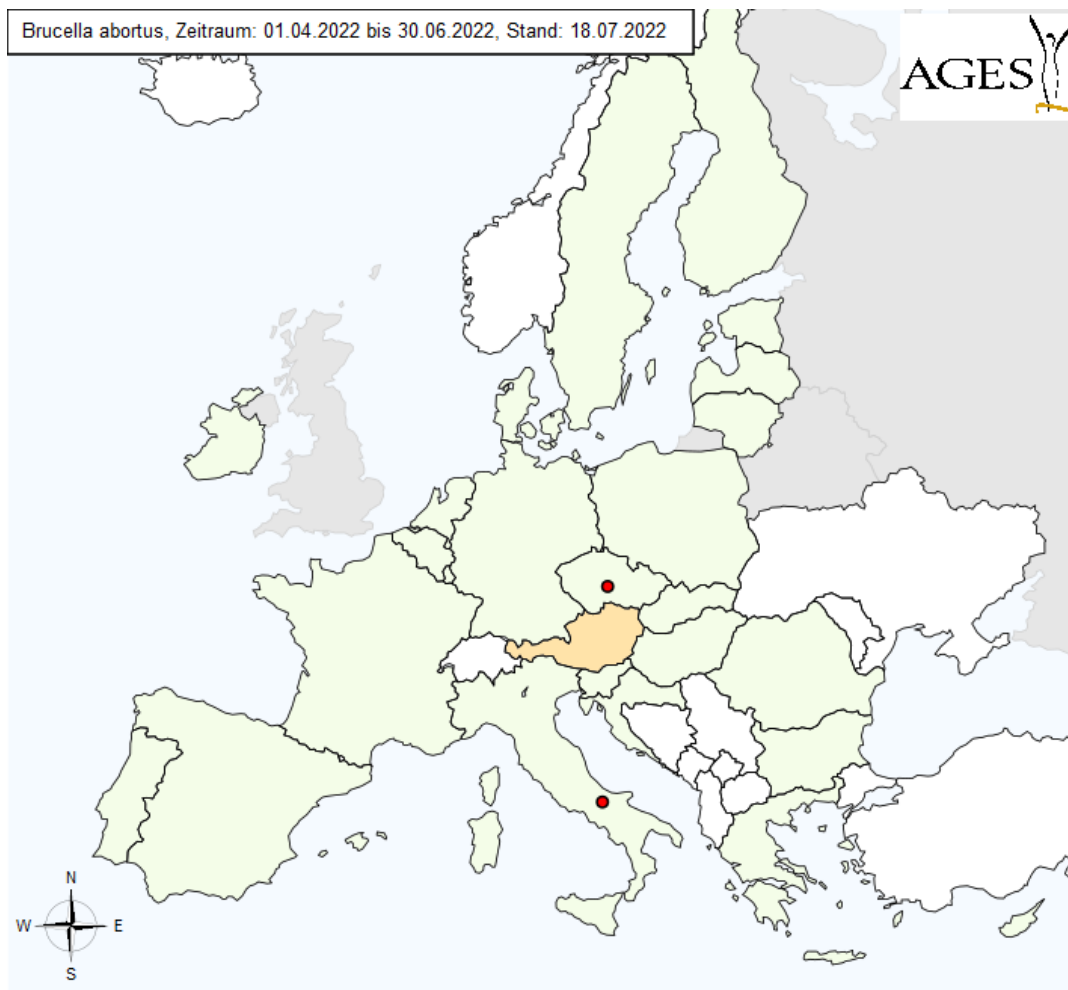 Brucella abortus, Zeitraum: 01.04.2022 bis 30.06.2022, Stand: 18.07.2022
AGES
N
W E
S